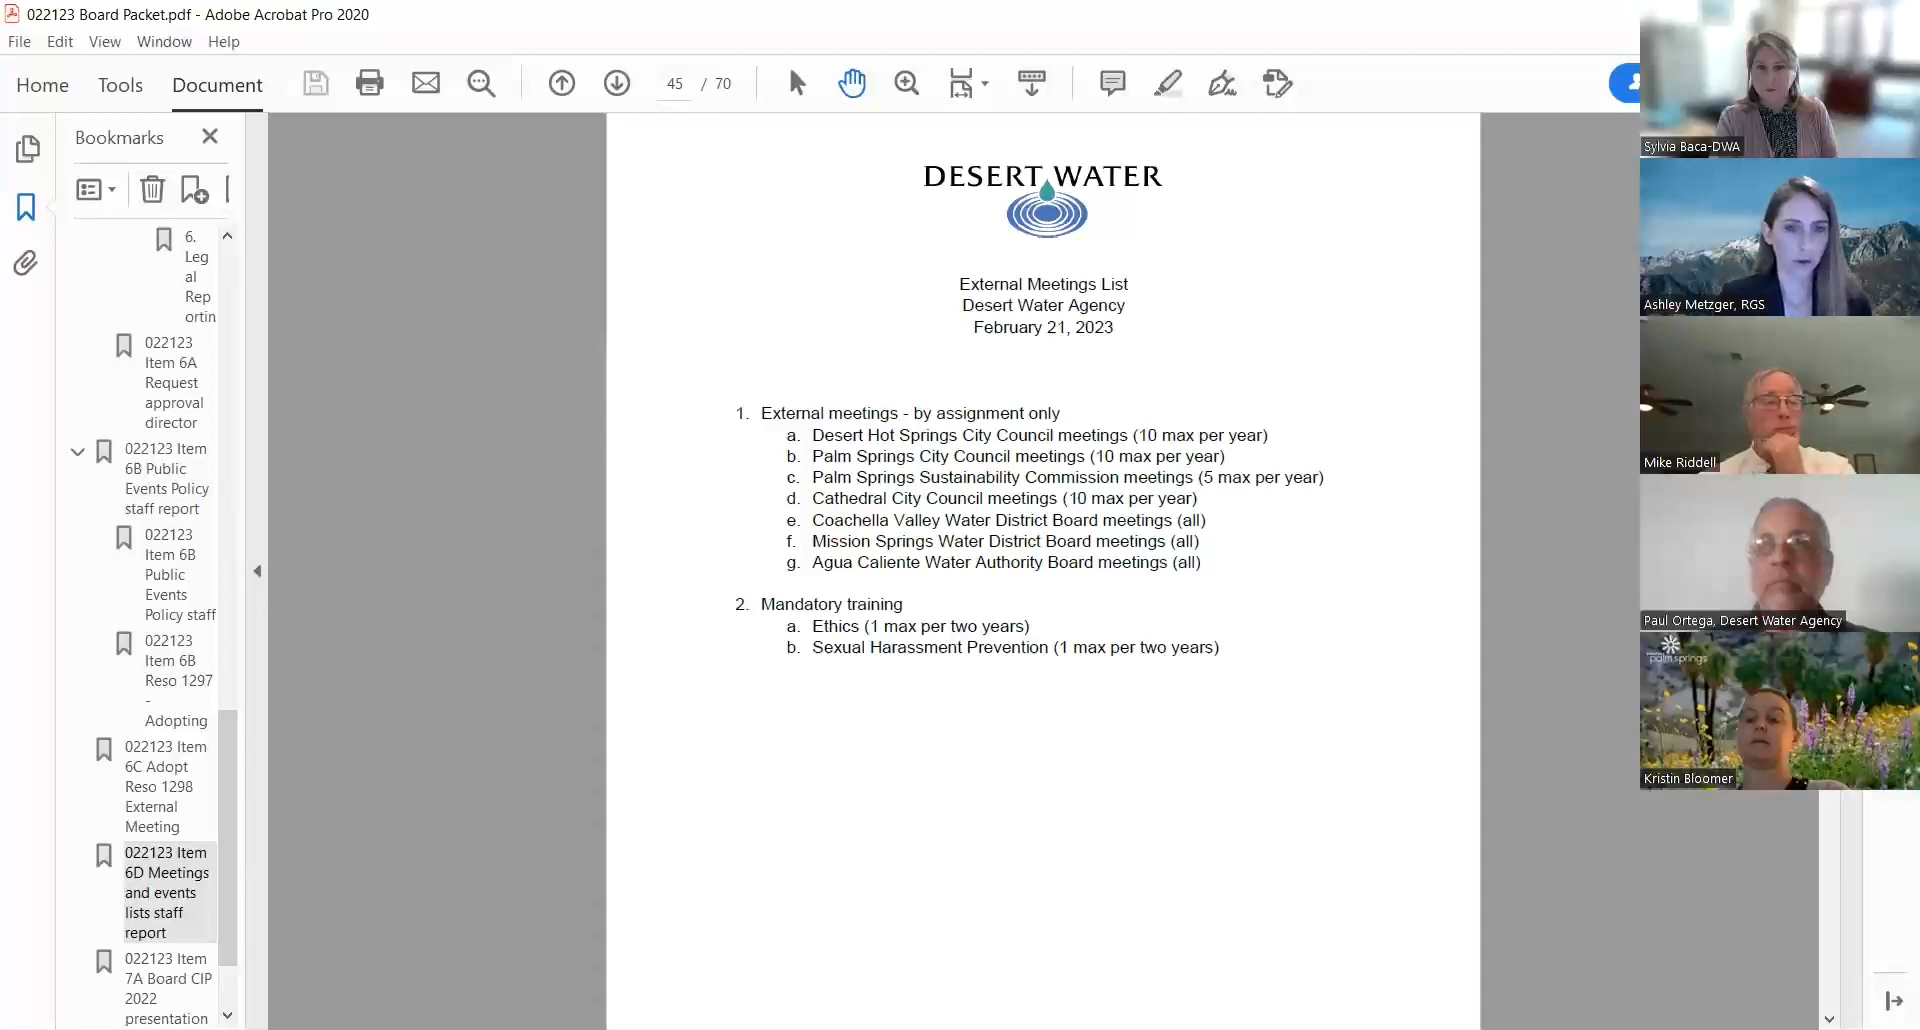 022123 Board Packet.pdf - Adobe Acrobat Pro 2020
File Edit View Window Help
Home Tools Document 45 / 70
Bookmarks
6.
Leg
al
Rep
ortin
022123
Item 6A
Request
approval
director
022123 Item
6B Public
Events Policy
staff report
022123
Item 6B
Public
Events
Policy staff
022123
Item 6B
Reso 1297
-
Adopting
022123 Item
6C Adopt
Reso 1298
External
Meeting
022123 Item
6D Meetings
and events
lists staff
report
022123 Item
7A Board CIP
2022
presentation
DESERT WATER
External Meetings List
Desert Water Agency
February 21, 2023
1. External meetings - by assignment only
a. Desert Hot Springs City Council meetings (10 max per year)
b. Palm Springs City Council meetings (10 max per year)
c. Palm Springs Sustainability Commission meetings (5 max per year)
d. Cathedral City Council meetings (10 max per year)
e. Coachella Valley Water District Board meetings (all)
f. Mission Springs Water District Board meetings (all)
g. Agua Caliente Water Authority Board meetings (all)
2. Mandatory training
a. Ethics (1 max per two years)
b. Sexual Harassment Prevention (1 max per two years)
Sylvia Baca-DWA
Ashley Metzger, RGS
Mike Riddell
Paul Ortega, Desert Water Agency
palm springs
Kristin Bloomer